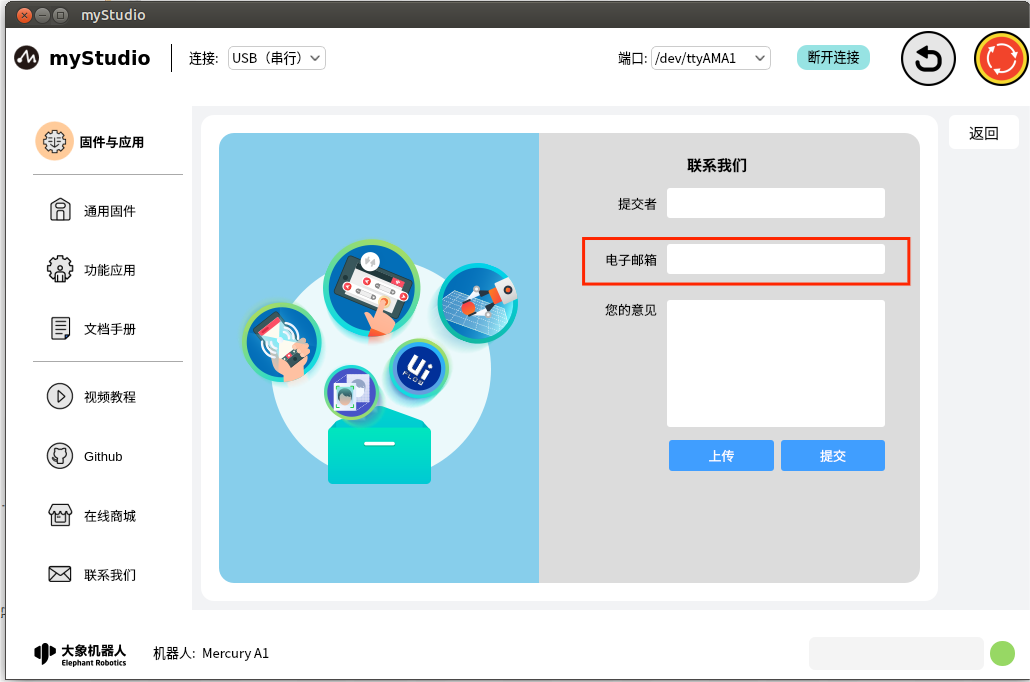 myStudio
myStudio
连接:
USB（串行）
端口:
/dev/ttyAMA1
断开连接
固件与应用
通用固件
功能应用
文档手册
视频教程
Github
在线商城
联系我们
返回
联系我们
提交者
电子邮箱
您的意见
上传
提交
Ui
FLOW
大象机器人
Elephant Robotics
机器人: Mercury A1